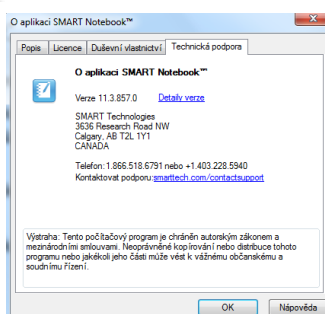 O aplikaci SMART Notebook™
Popis Licence Duševní vlastnictví Technická podpora
O aplikaci SMART Notebook™
Verze 11.3.857.0 Detaily verze
SMART Technologies
3636 Research Road NW
Calgary, AB T2L 1Y1
CANADA
Telefon: 1.866.518.6791 nebo +1.403.228.5940
Kontaktovat podporu:smarttech.com/contactsupport
Výstraha: Tento počítačový program je chráněn autorským zákonem a
mezinárodními smlouvami. Neoprávněné kopírování nebo distribuce tohoto
programu nebo jakékoli jeho části může vést k vážnému občanskému a
soudnímu řízení.
OK Nápověda